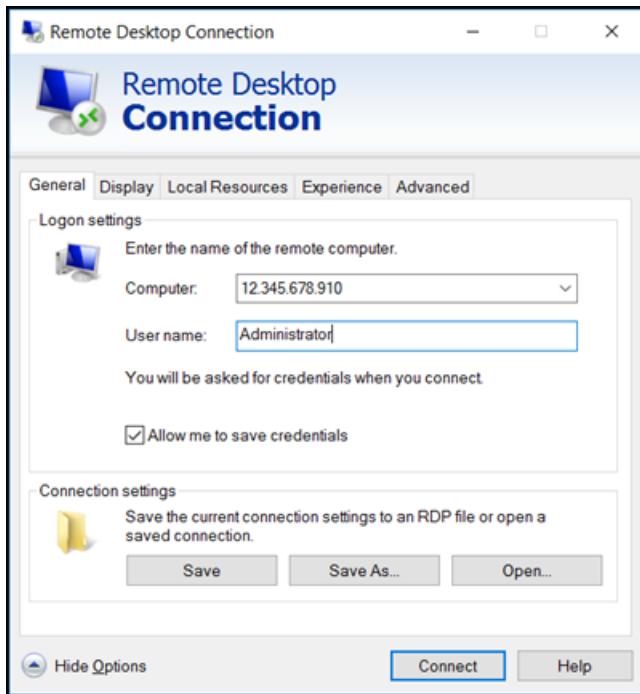 Remote Desktop Connection
Remote Desktop
Connection
General Display Local Resources Experience Advanced
Logon settings
Enter the name of the remote computer.
Computer: 12.345.678.910
User name: Administrator
You will be asked for credentials when you connect.
Allow me to save credentials
Connection settings
Save the current connection settings to an RDP file or open a
saved connection.
Save Save As... Open...
Hide Options Connect Help